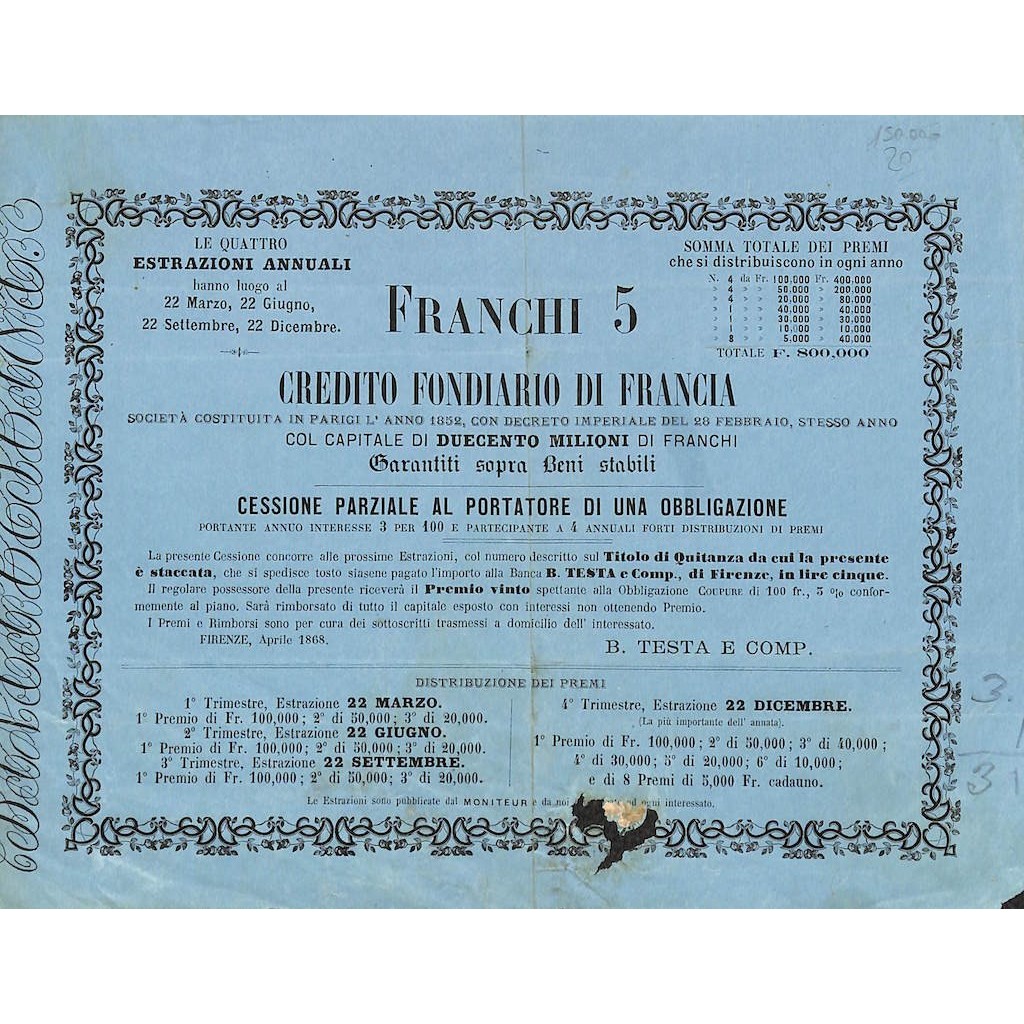 150.000
20
LE QUATTRO
ESTRAZIONI ANNUALI
hanno luogo al
22 Marzo, 22 Giugno,
22 Settembre, 22 Dicembre.
FRANCHI 5
SOMMA TOTALE DEI PREMI
che si distribuiscono in ogni anno
N. 4 da Fr. 100,000 Fr. 400,000
» 4 » » 50.000 » 200.000
» 4 » » 20.000 » 80.000
» 1 » » 40,000 » 40,000
» 1 » » 30.000 » 30.000
» 1 » » 10.000 » 10.000
» 8 » » 5.000 » 40,000
TOTALE F. 800,000
CREDITO FONDIARIO DI FRANCIA
SOCIETÀ COSTITUITA IN PARIGI L' ANNO 1852, CON DECRETO IMPERIALE DEL 28 FEBBRAIO, STESSO ANNO
COL CAPITALE DI DUECENTO MILIONI DI FRANCHI
Garantiti sopra Beni stabili
CESSIONE PARZIALE AL PORTATORE DI UNA OBBLIGAZIONE
PORTANTE ANNUO INTERESSE 3 PER 100 E PARTECIPANTE A 4 ANNUALI FORTI DISTRIBUZIONI DI PREMI
La presente Cessione concorre alle prossime Estrazioni, col numero descritto sul Titolo di Quitanza da cui la presente
è staccata, che si spedisce tosto siasene pagato l'importo alla Banca B. TESTA e Comp., di Firenze, in lire cinque.
Il regolare possessore della presente riceverà il Premio vinto spettante alla Obbligazione COUPURE di 100 fr., 3 % confor-
memente al piano. Sarà rimborsato di tutto il capitale esposto con interessi non ottenendo Premio.
I Premi e Rimborsi sono per cura dei sottoscritti trasmessi a domicilio dell' interessato.
FIRENZE, Aprile 1868.
B. TESTA E COMP.
DISTRIBUZIONE DEI PREMI
1° Trimestre, Estrazione 22 MARZO.
1° Premio di Fr. 100,000; 2° di 50,000; 3° di 20,000.
2° Trimestre, Estrazione 22 GIUGNO.
1° Premio di Fr. 100,000; 2° di 50,000; 3° di 20,000.
3° Trimestre, Estrazione 22 SETTEMBRE.
1° Premio di Fr. 100,000; 2° di 50,000; 3° di 20,000.
4° Trimestre, Estrazione 22 DICEMBRE.
(La più importante dell' annata).
1° Premio di Fr. 100,000; 2° di 50,000; 3° di 40,000;
4° di 30,000; 5° di 20,000; 6° di 10,000;
e di 8 Premi di 5,000 Fr. cadauno.
Le Estrazioni sono pubblicate dal MONITEUR e da noi ad ogni interessato.
3.
31